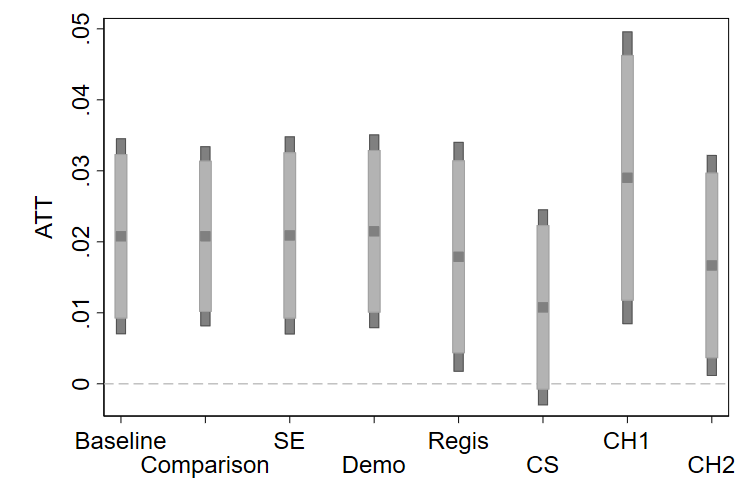 ATT
.05
.04
.03
.02
.01
0
Baseline SE Regis CH1
Comparison Demo CS CH2